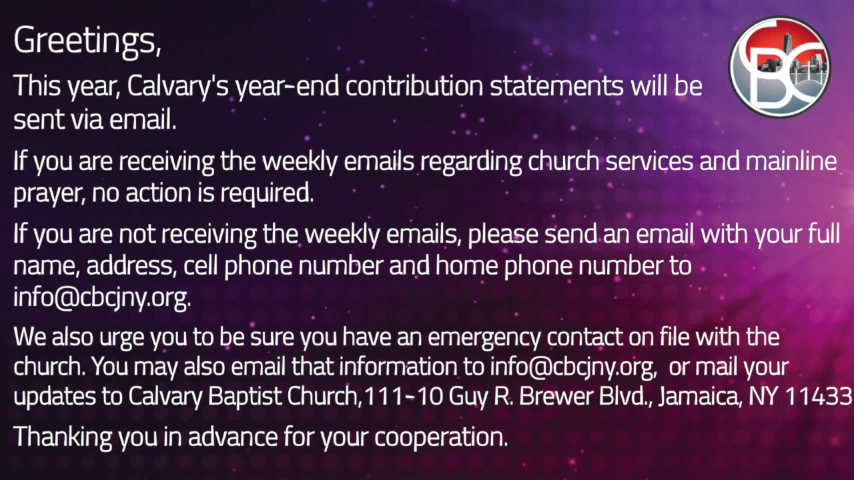 Greetings,
CBC
This year, Calvary's year-end contribution statements will be
sent via email.
If you are receiving the weekly emails regarding church services and mainline
prayer, no action is required.
If you are not receiving the weekly emails, please send an email with your full
name, address, cell phone number and home phone number to
info@cbcjny.org.
We also urge you to be sure you have an emergency contact on file with the
church. You may also email that information to info@cbcjny.org, or mail your
updates to Calvary Baptist Church,111-10 Guy R. Brewer Blvd., Jamaica, NY 11433
Thanking you in advance for your cooperation.